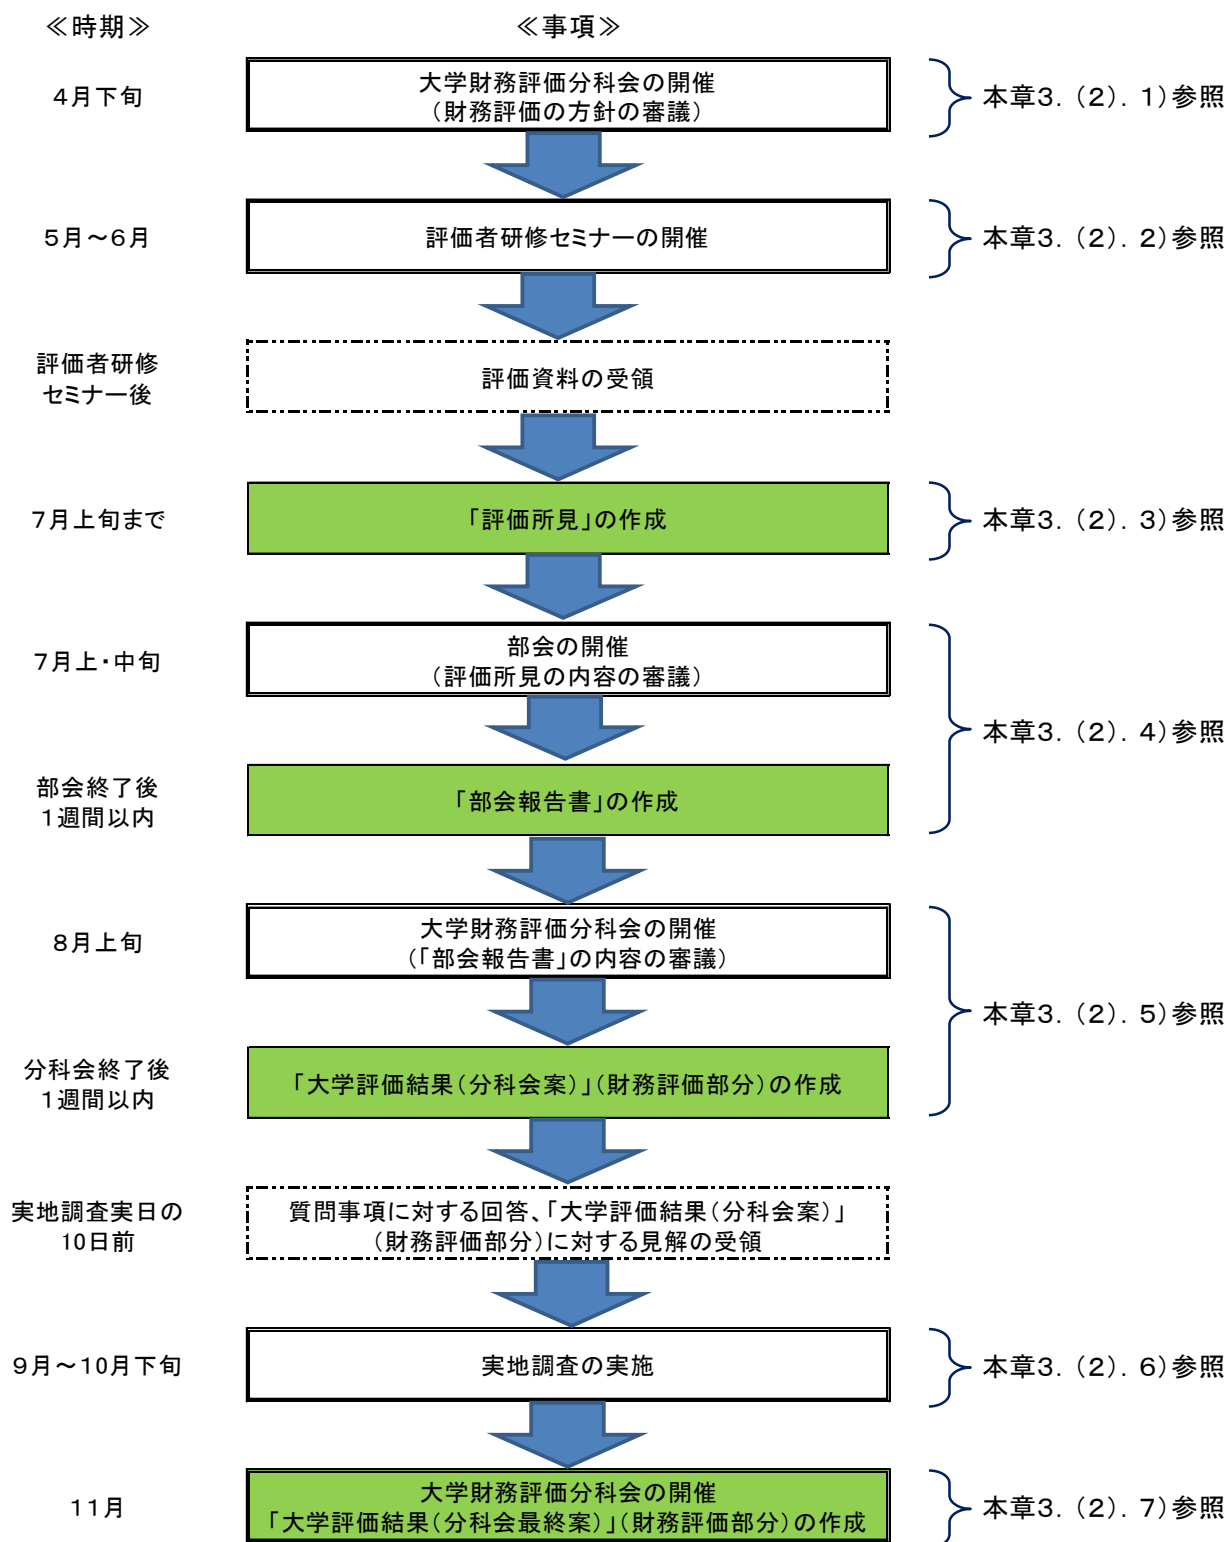 ≪時期≫ ≪事項≫
4月下旬
大学財務評価分科会の開催
(財務評価の方針の審議)
本章3.(2).1)参照
5月～6月
評価者研修セミナーの開催
本章3.(2).2)参照
評価者研修
セミナー後
評価資料の受領
7月上旬まで
「評価所見」の作成
本章3.(2).3)参照
7月上・中旬
部会の開催
(評価所見の内容の審議)
本章3.(2).4)参照
部会終了後
1週間以内
「部会報告書」の作成
8月上旬
大学財務評価分科会の開催
(「部会報告書」の内容の審議)
本章3.(2).5)参照
分科会終了後
1週間以内
「大学評価結果(分科会案)」(財務評価部分)の作成
実地調査実日の
10日前
質問事項に対する回答、「大学評価結果(分科会案)」
(財務評価部分)に対する見解の受領
9月～10月下旬
実地調査の実施
本章3.(2).6)参照
11月
大学財務評価分科会の開催
「大学評価結果(分科会最終案)」(財務評価部分)の作成
本章3.(2).7)参照